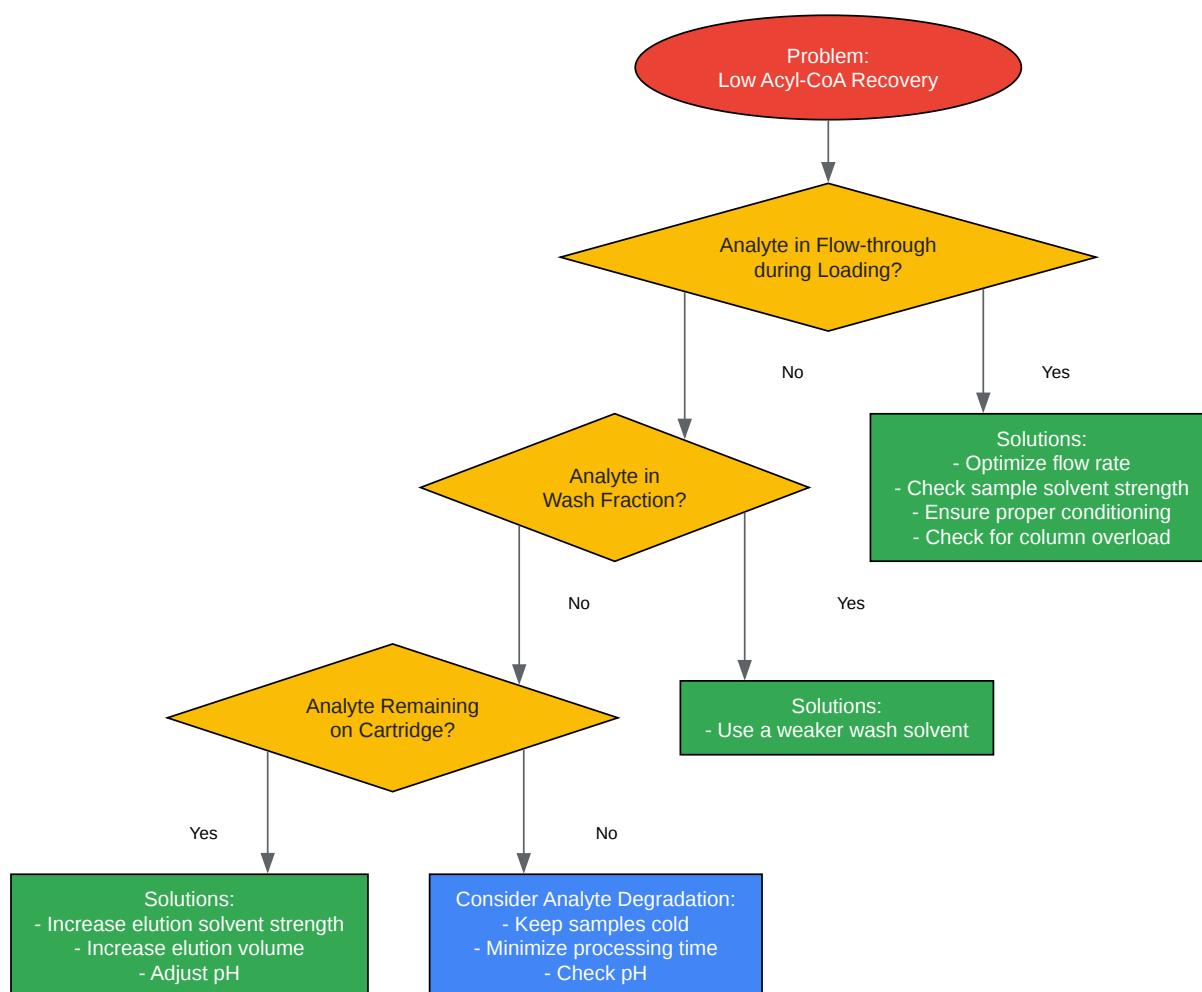 Problem:
Low Acyl-CoA Recovery
Analyte in Flow-through
during Loading?
No
Yes
Solutions:
- Optimize flow rate
- Check sample solvent strength
- Ensure proper conditioning
- Check for column overload
Analyte in
Wash Fraction?
No
Yes
Solutions:
- Use a weaker wash solvent
Analyte Remaining
on Cartridge?
Yes
No
Solutions:
- Increase elution solvent strength
- Increase elution volume
- Adjust pH
Consider Analyte Degradation:
- Keep samples cold
- Minimize processing time
- Check pH